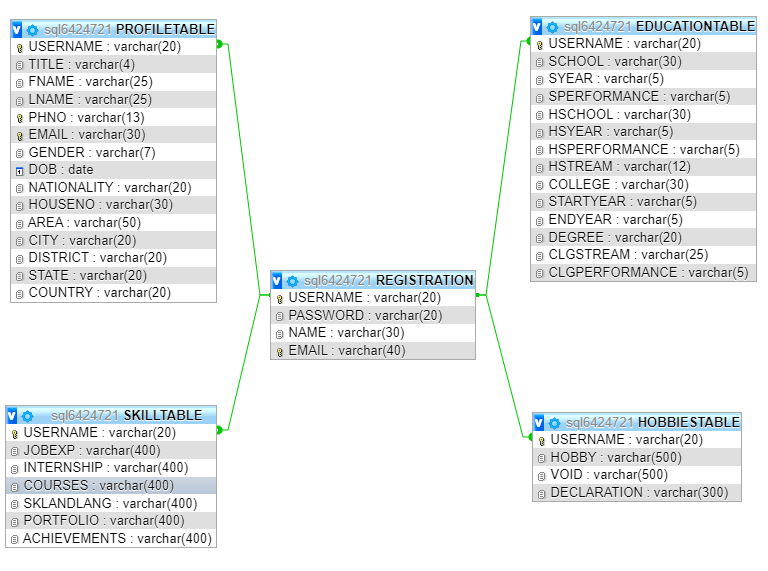 sql6424721 PROFILETABLE
USERNAME : varchar(20)
TITLE : varchar(4)
FNAME : varchar(25)
LNAME : varchar(25)
PHNO : varchar(13)
EMAIL : varchar(30)
GENDER : varchar(7)
DOB : date
NATIONALITY : varchar(20)
HOUSENO : varchar(30)
AREA : varchar(50)
CITY : varchar(20)
DISTRICT : varchar(20)
STATE : varchar(20)
COUNTRY : varchar(20)
sql6424721 EDUCATIONTABLE
USERNAME : varchar(20)
SCHOOL : varchar(30)
SYEAR : varchar(5)
SPERFORMANCE : varchar(5)
HSCHOOL : varchar(30)
HSYEAR : varchar(5)
HSPERFORMANCE : varchar(5)
HSTREAM : varchar(12)
COLLEGE : varchar(30)
STARTYEAR : varchar(5)
ENDYEAR : varchar(5)
DEGREE : varchar(20)
CLGSTREAM : varchar(25)
CLGPERFORMANCE : varchar(5)
sql6424721 REGISTRATION
USERNAME : varchar(20)
PASSWORD : varchar(20)
NAME : varchar(30)
EMAIL : varchar(40)
sql6424721 SKILLTABLE
USERNAME : varchar(20)
JOBEXP : varchar(400)
INTERNSHIP : varchar(400)
COURSES : varchar(400)
SKLANDLANG : varchar(400)
PORTFOLIO : varchar(400)
ACHIEVEMENTS : varchar(400)
sql6424721 HOBBIESTABLE
USERNAME : varchar(20)
HOBBY : varchar(500)
VOID : varchar(500)
DECLARATION : varchar(300)